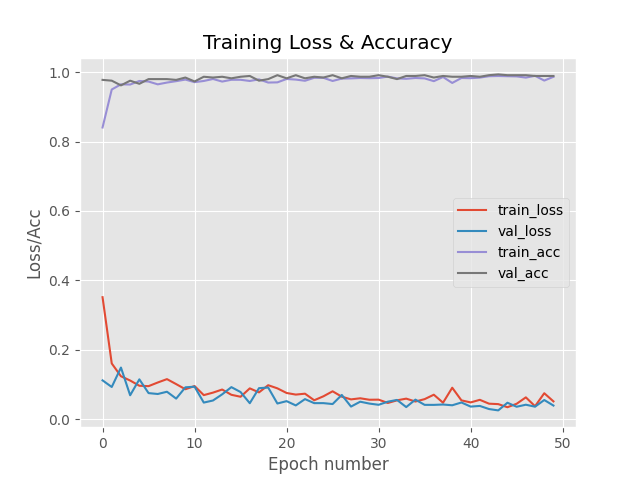 Training Loss & Accuracy
Loss/Acc
1.0
0.8
0.6
0.4
0.2
0.0
train_loss
val_loss
train_acc
val_acc
0 10 20 30 40 50
Epoch number